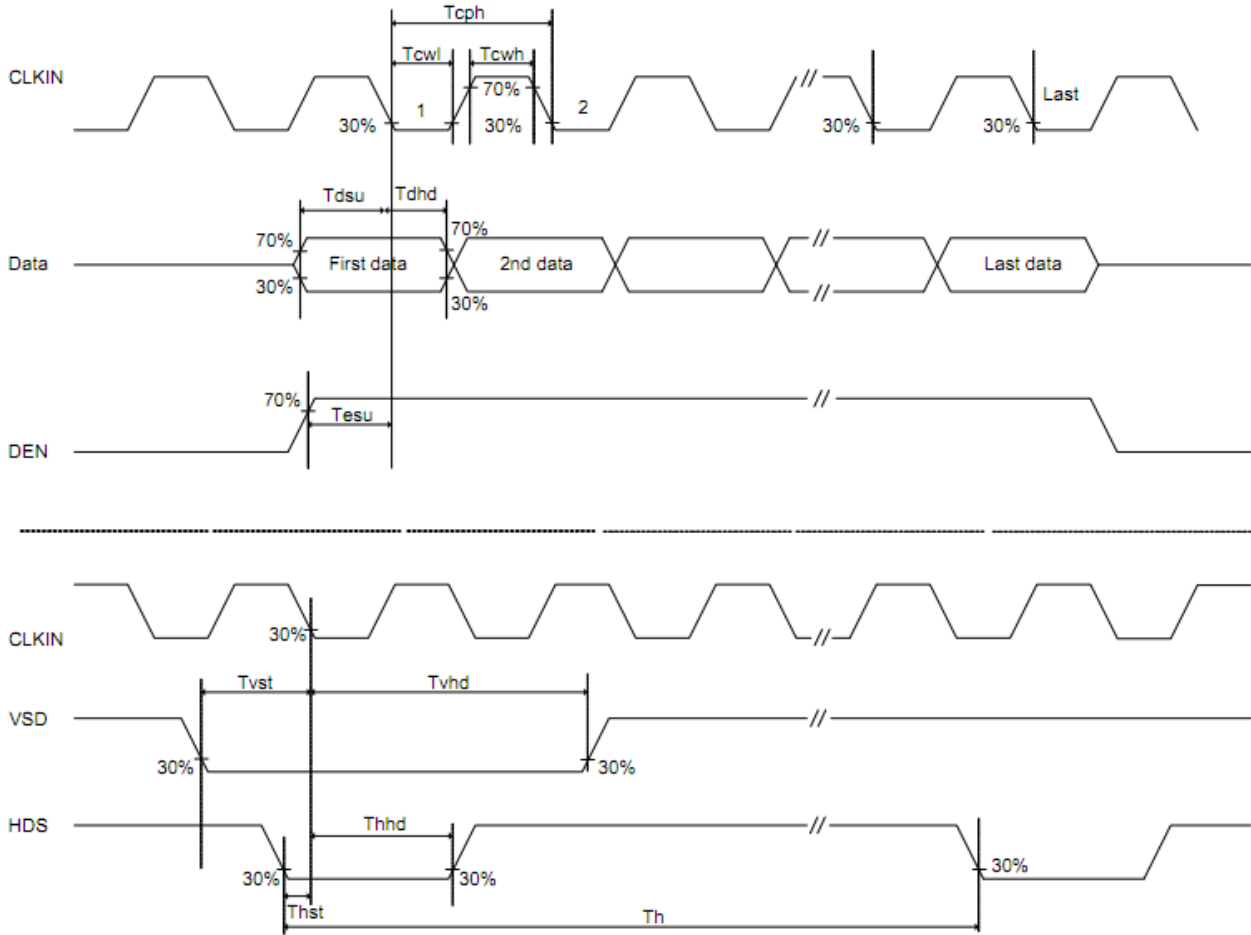 Tcph
Tcwl Tcwh
CLKIN
70%
1 2 Last
30% 30% 30% 30%
Tdsu Tdhd
70% 70%
Data First data 2nd data Last data
30% 30%
70%
Tesu
DEN
CLKIN 30%
Tvst Tvhd
VSD
30% 30%
HDS Thhd
30% 30% 30%
Thst Th